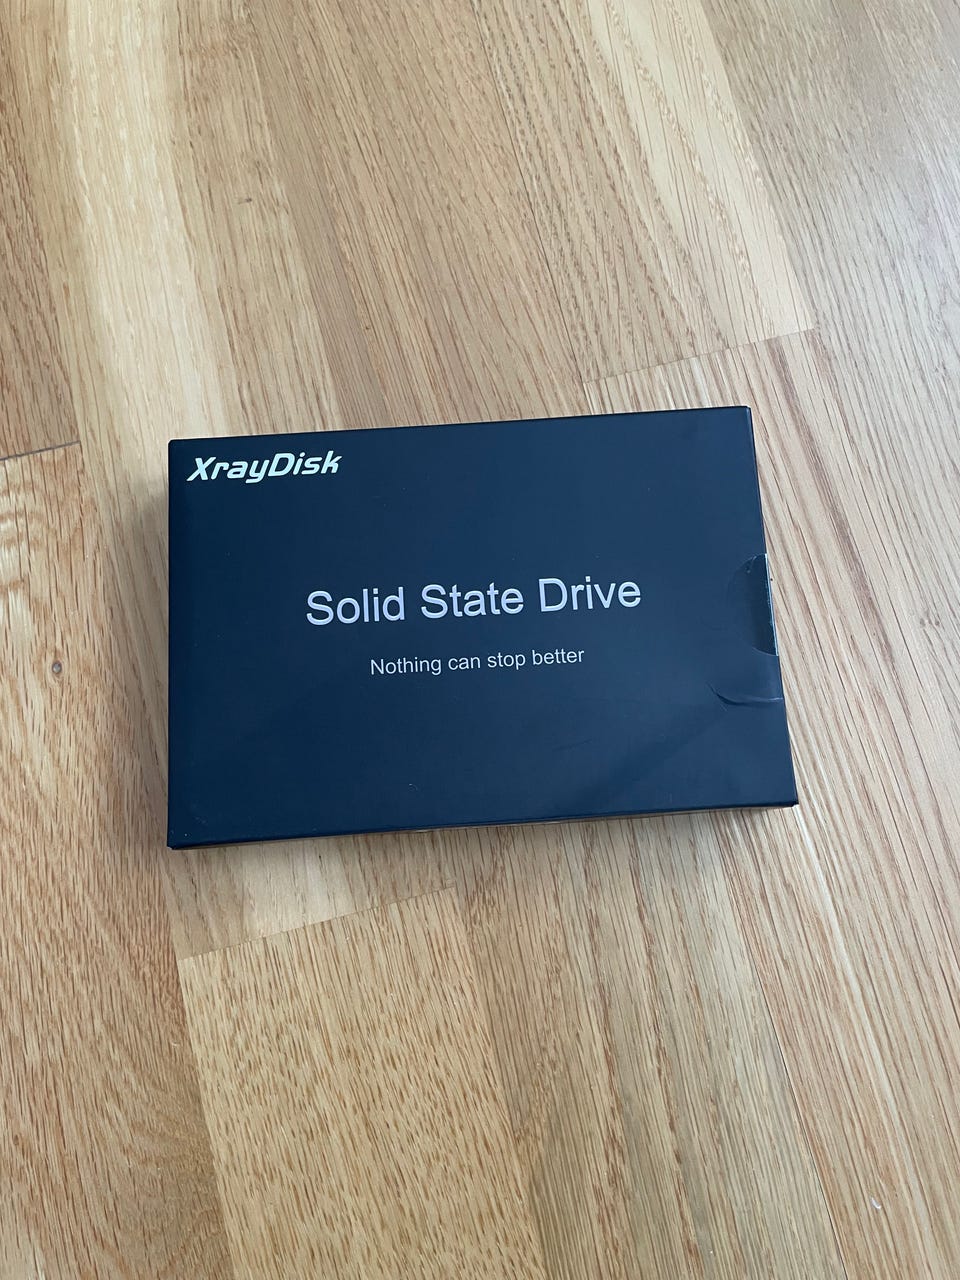 XrayDisk
Solid State Drive
Nothing can stop better